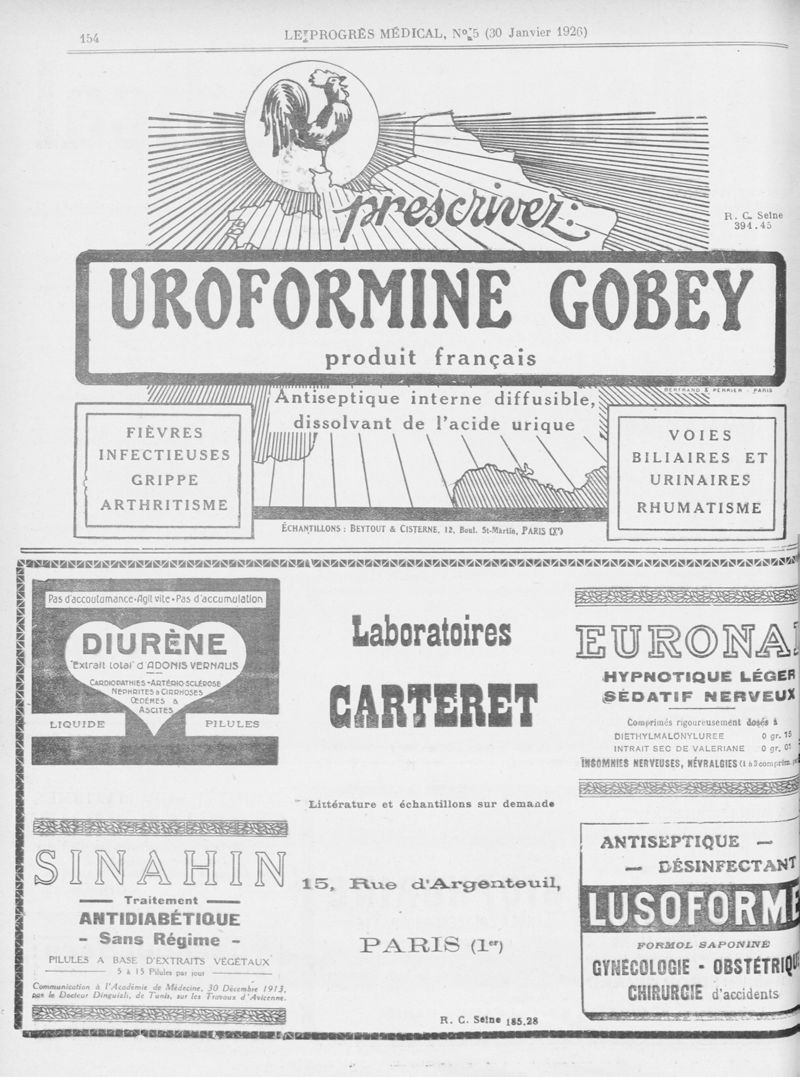 154
LE PROGRÈS MÉDICAL, No 5 (30 Janvier 1926)
prescrivez:
R. C. Seine
394.45
UROFORMINE GOBEY
produit français
BERTRAND & PERRIER - PARIS
Antiseptique interne diffusible,
dissolvant de l'acide urique
FIÈVRES
INFECTIEUSES
GRIPPE
ARTHRITISME
VOIES
BILIAIRES ET
URINAIRES
RHUMATISME
ÉCHANTILLONS : BEYTOUT & CISTERNE, 12, Boul. St-Martin, PARIS (Xe)
Pas d'accoutumance-Agit vite-Pas d'accumulation
DIURÈNE
"Extrait total" d'ADONIS VERNALIS
CARDIOPATHIES-ARTÉRIO-SCLÉROSE
NEPHRITES & CIRRHOSES
ŒDÈMES &
ASCITES
LIQUIDE
PILULES
SINAHIN
Traitement
ANTIDIABÉTIQUE
- Sans Régime -
PILULES A BASE D'EXTRAITS VÉGÉTAUX
5 à 15 Pilules par jour
Communication à l'Académie de Médecine, 30 Décembre 1913,
par le Docteur Dinguizli, de Tunis, sur les Travaux d'Avicenne.
Laboratoires
CARTERET
Littérature et échantillons sur demande
15, Rue d'Argenteuil,
PARIS (1er)
R. C. Seine 185.28
EURONA
HYPNOTIQUE LÉGER
SÉDATIF NERVEUX
Comprimés rigoureusement dosés à
DIETHYLMALONYLUREE 0 gr. 15
INTRAIT SEC DE VALERIANE 0 gr. 01
INSOMNIES NERVEUSES, NÉVRALGIES (1 à 3 comprim.
ANTISEPTIQUE —
— DÉSINFECTANT
LUSOFORME
FORMOL SAPONINÉ
GYNÉCOLOGIE - OBSTÉTRIQUE
CHIRURGIE d'accidents